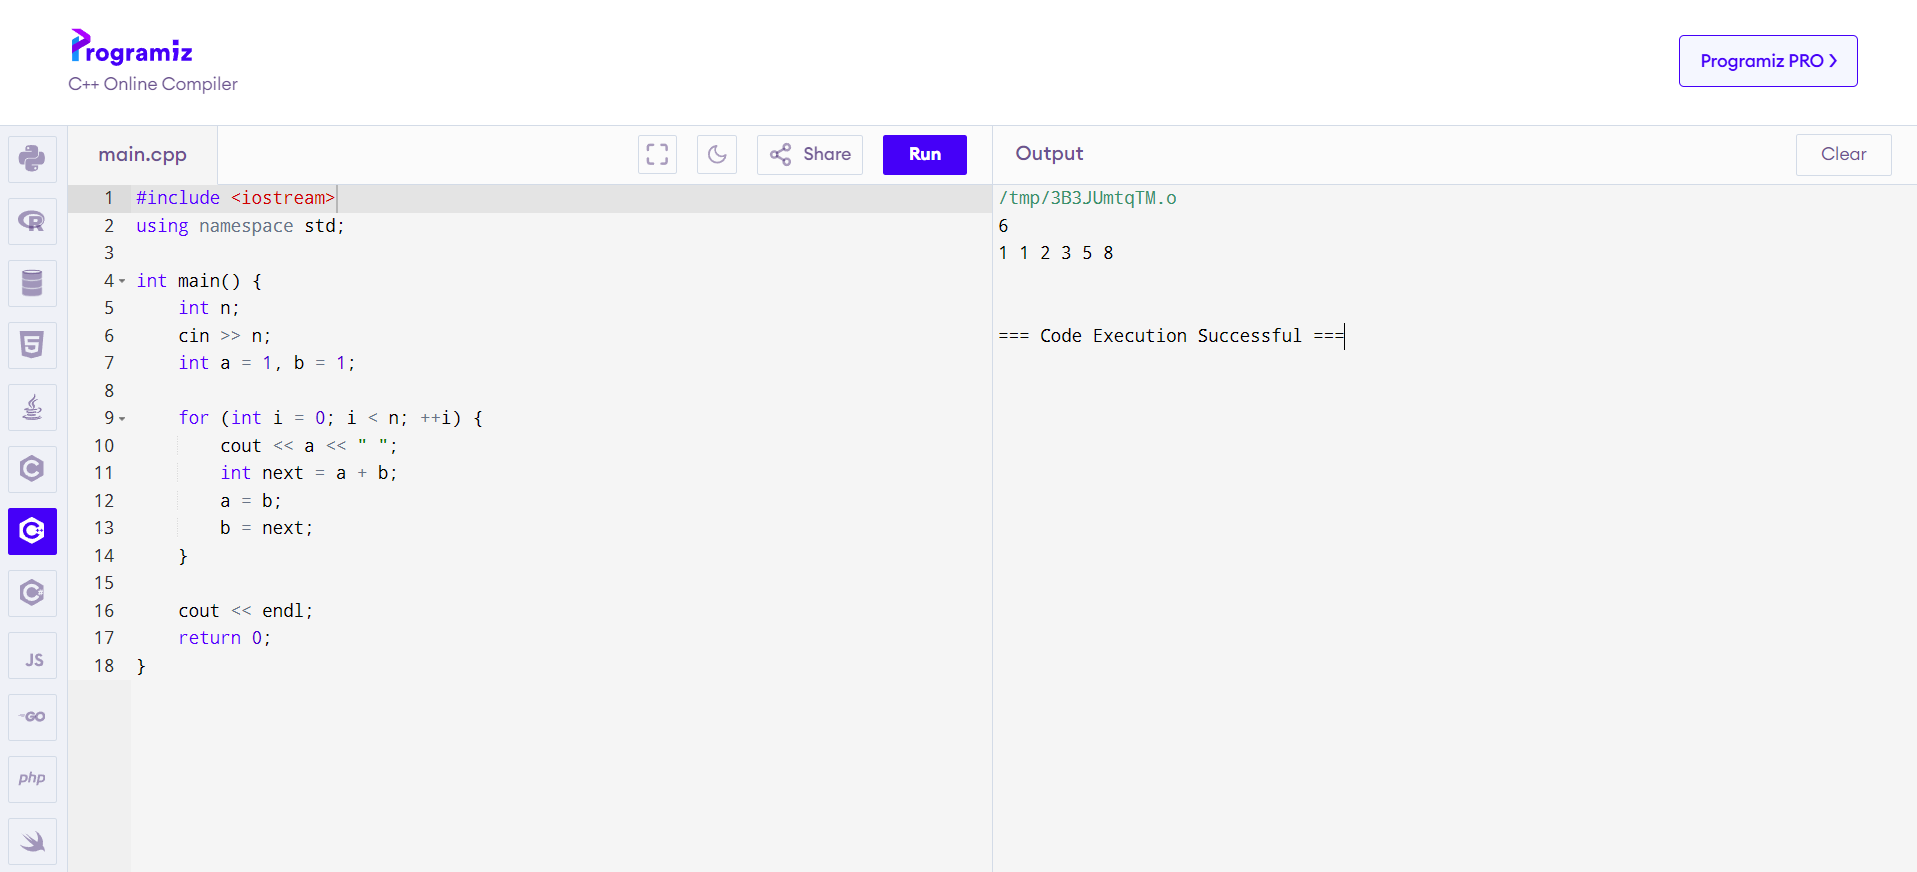 Programiz
C++ Online Compiler
Programiz PRO
main.cpp
Share
Run
Output
Clear
1 #include <iostream>
2 using namespace std;
3
4 int main() {
5     int n;
6     cin >> n;
7     int a = 1, b = 1;
8
9     for (int i = 0; i < n; ++i) {
10         cout << a << " ";
11         int next = a + b;
12         a = b;
13         b = next;
14     }
15
16     cout << endl;
17     return 0;
18 }
/tmp/3B3JUmtqTM.o
6
1 1 2 3 5 8
=== Code Execution Successful ===
R
5
C
C++
C#
JS
GO
php